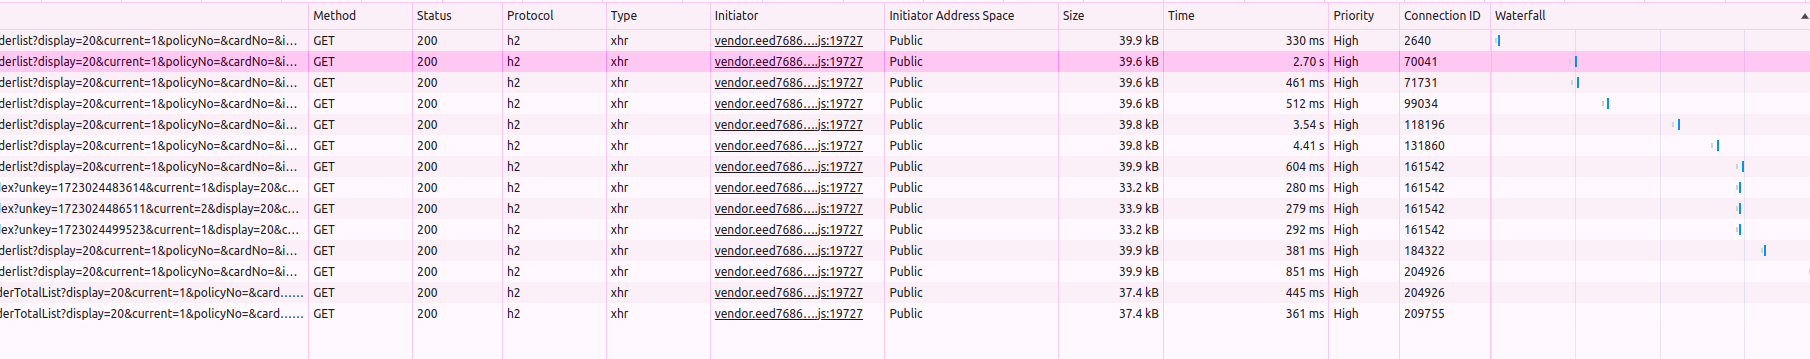 Method Status Protocol Type Initiator Initiator Address Space Size Time Priority Connection ID Waterfall
derlist?display=20&current=1&policyNo=&cardNo=&i... GET 200 h2 xhr vendor.eed7686....js:19727 Public 39.9 kB 330 ms High 2640
derlist?display=20&current=1&policyNo=&cardNo=&i... GET 200 h2 xhr vendor.eed7686....js:19727 Public 39.6 kB 2.70 s High 70041
derlist?display=20&current=1&policyNo=&cardNo=&i... GET 200 h2 xhr vendor.eed7686....js:19727 Public 39.6 kB 461 ms High 71731
derlist?display=20&current=1&policyNo=&cardNo=&i... GET 200 h2 xhr vendor.eed7686....js:19727 Public 39.6 kB 512 ms High 99034
derlist?display=20&current=1&policyNo=&cardNo=&i... GET 200 h2 xhr vendor.eed7686....js:19727 Public 39.8 kB 3.54 s High 118196
derlist?display=20&current=1&policyNo=&cardNo=&i... GET 200 h2 xhr vendor.eed7686....js:19727 Public 39.8 kB 4.41 s High 131860
derlist?display=20&current=1&policyNo=&cardNo=&i... GET 200 h2 xhr vendor.eed7686....js:19727 Public 39.9 kB 604 ms High 161542
dex?unkey=1723024483614&current=1&display=20&c... GET 200 h2 xhr vendor.eed7686....js:19727 Public 33.2 kB 280 ms High 161542
dex?unkey=1723024486511&current=2&display=20&c... GET 200 h2 xhr vendor.eed7686....js:19727 Public 33.9 kB 279 ms High 161542
dex?unkey=1723024499523&current=1&display=20&c... GET 200 h2 xhr vendor.eed7686....js:19727 Public 33.2 kB 292 ms High 161542
derlist?display=20&current=1&policyNo=&cardNo=&i... GET 200 h2 xhr vendor.eed7686....js:19727 Public 39.9 kB 381 ms High 184322
derlist?display=20&current=1&policyNo=&cardNo=&i... GET 200 h2 xhr vendor.eed7686....js:19727 Public 39.9 kB 851 ms High 204926
derTotalList?display=20&current=1&policyNo=&card...... GET 200 h2 xhr vendor.eed7686....js:19727 Public 37.4 kB 445 ms High 204926
derTotalList?display=20&current=1&policyNo=&card...... GET 200 h2 xhr vendor.eed7686....js:19727 Public 37.4 kB 361 ms High 209755